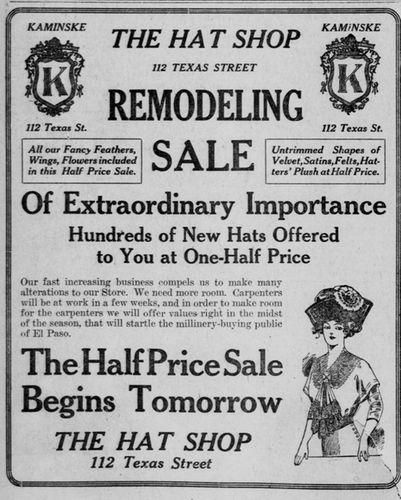 KAMINSKE
THE HAT SHOP
KAMINSKE
K
112 TEXAS STREET
K
REMODELING
112 Texas St.
112 Texas St.
All our Fancy Feathers,
Wings, Flowers included
in this Half Price Sale.
SALE
Untrimmed Shapes of
Velvet, Satins, Felts, Hat-
ters' Plush at Half Price.
Of Extraordinary Importance
Hundreds of New Hats Offered
to You at One-Half Price
Our fast increasing business compels us to make many
alterations to our Store. We need more room. Carpenters
will be at work in a few weeks, and in order to make room
for the carpenters we will offer values right in the midst
of the season, that will startle the millinery-buying public
of El Paso.
The Half Price Sale
Begins Tomorrow
THE HAT SHOP
112 Texas Street